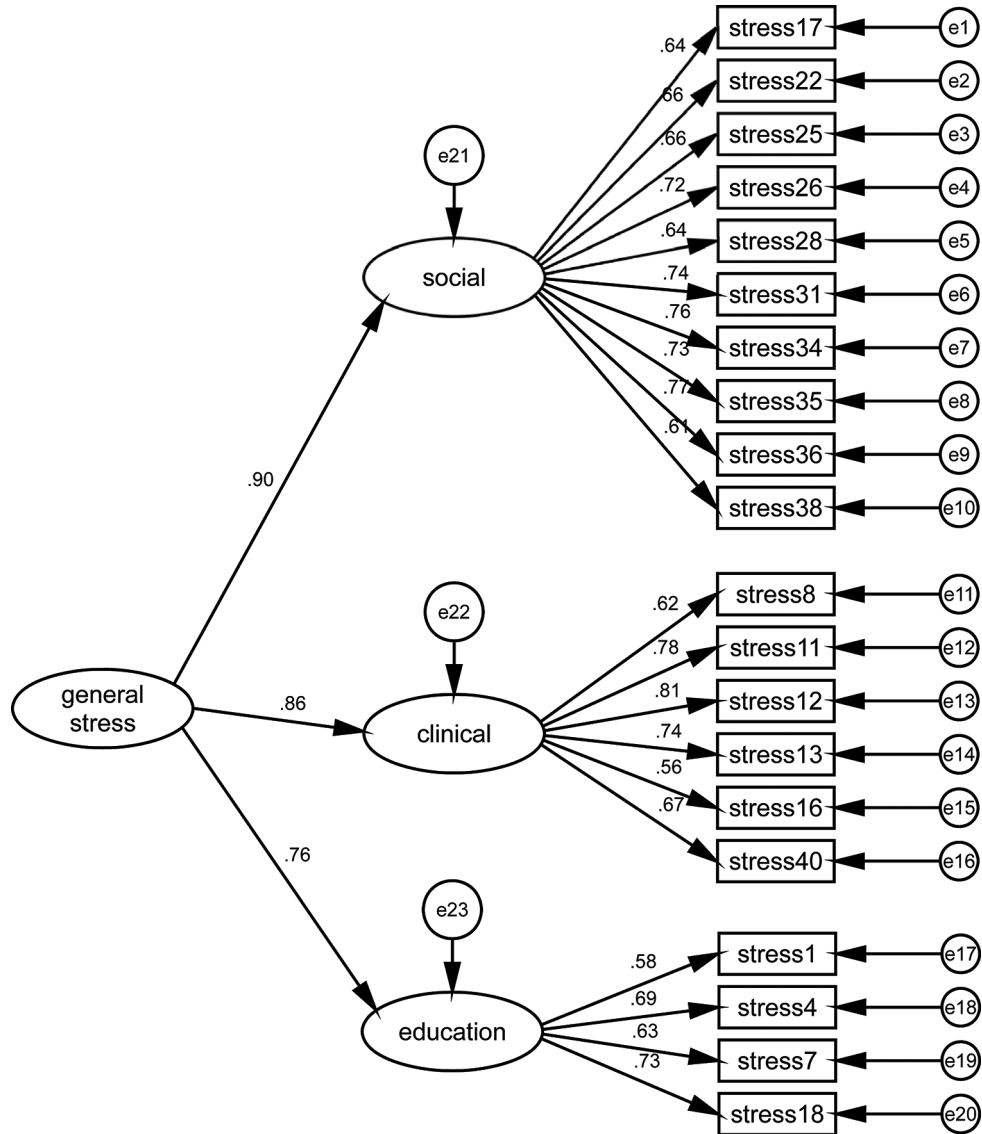 .64
stress17
e1
.66
stress22
e2
.66
stress25
e3
.72
stress26
e4
.64
stress28
e5
.74
stress31
e6
.76
stress34
e7
.73
stress35
e8
.77
stress36
e9
.61
stress38
e10
e21
social
.90
general
stress
.86
.76
e22
clinical
.62
stress8
e11
.78
stress11
e12
.81
stress12
e13
.74
stress13
e14
.56
stress16
e15
.67
stress40
e16
e23
education
.58
stress1
e17
.69
stress4
e18
.63
stress7
e19
.73
stress18
e20